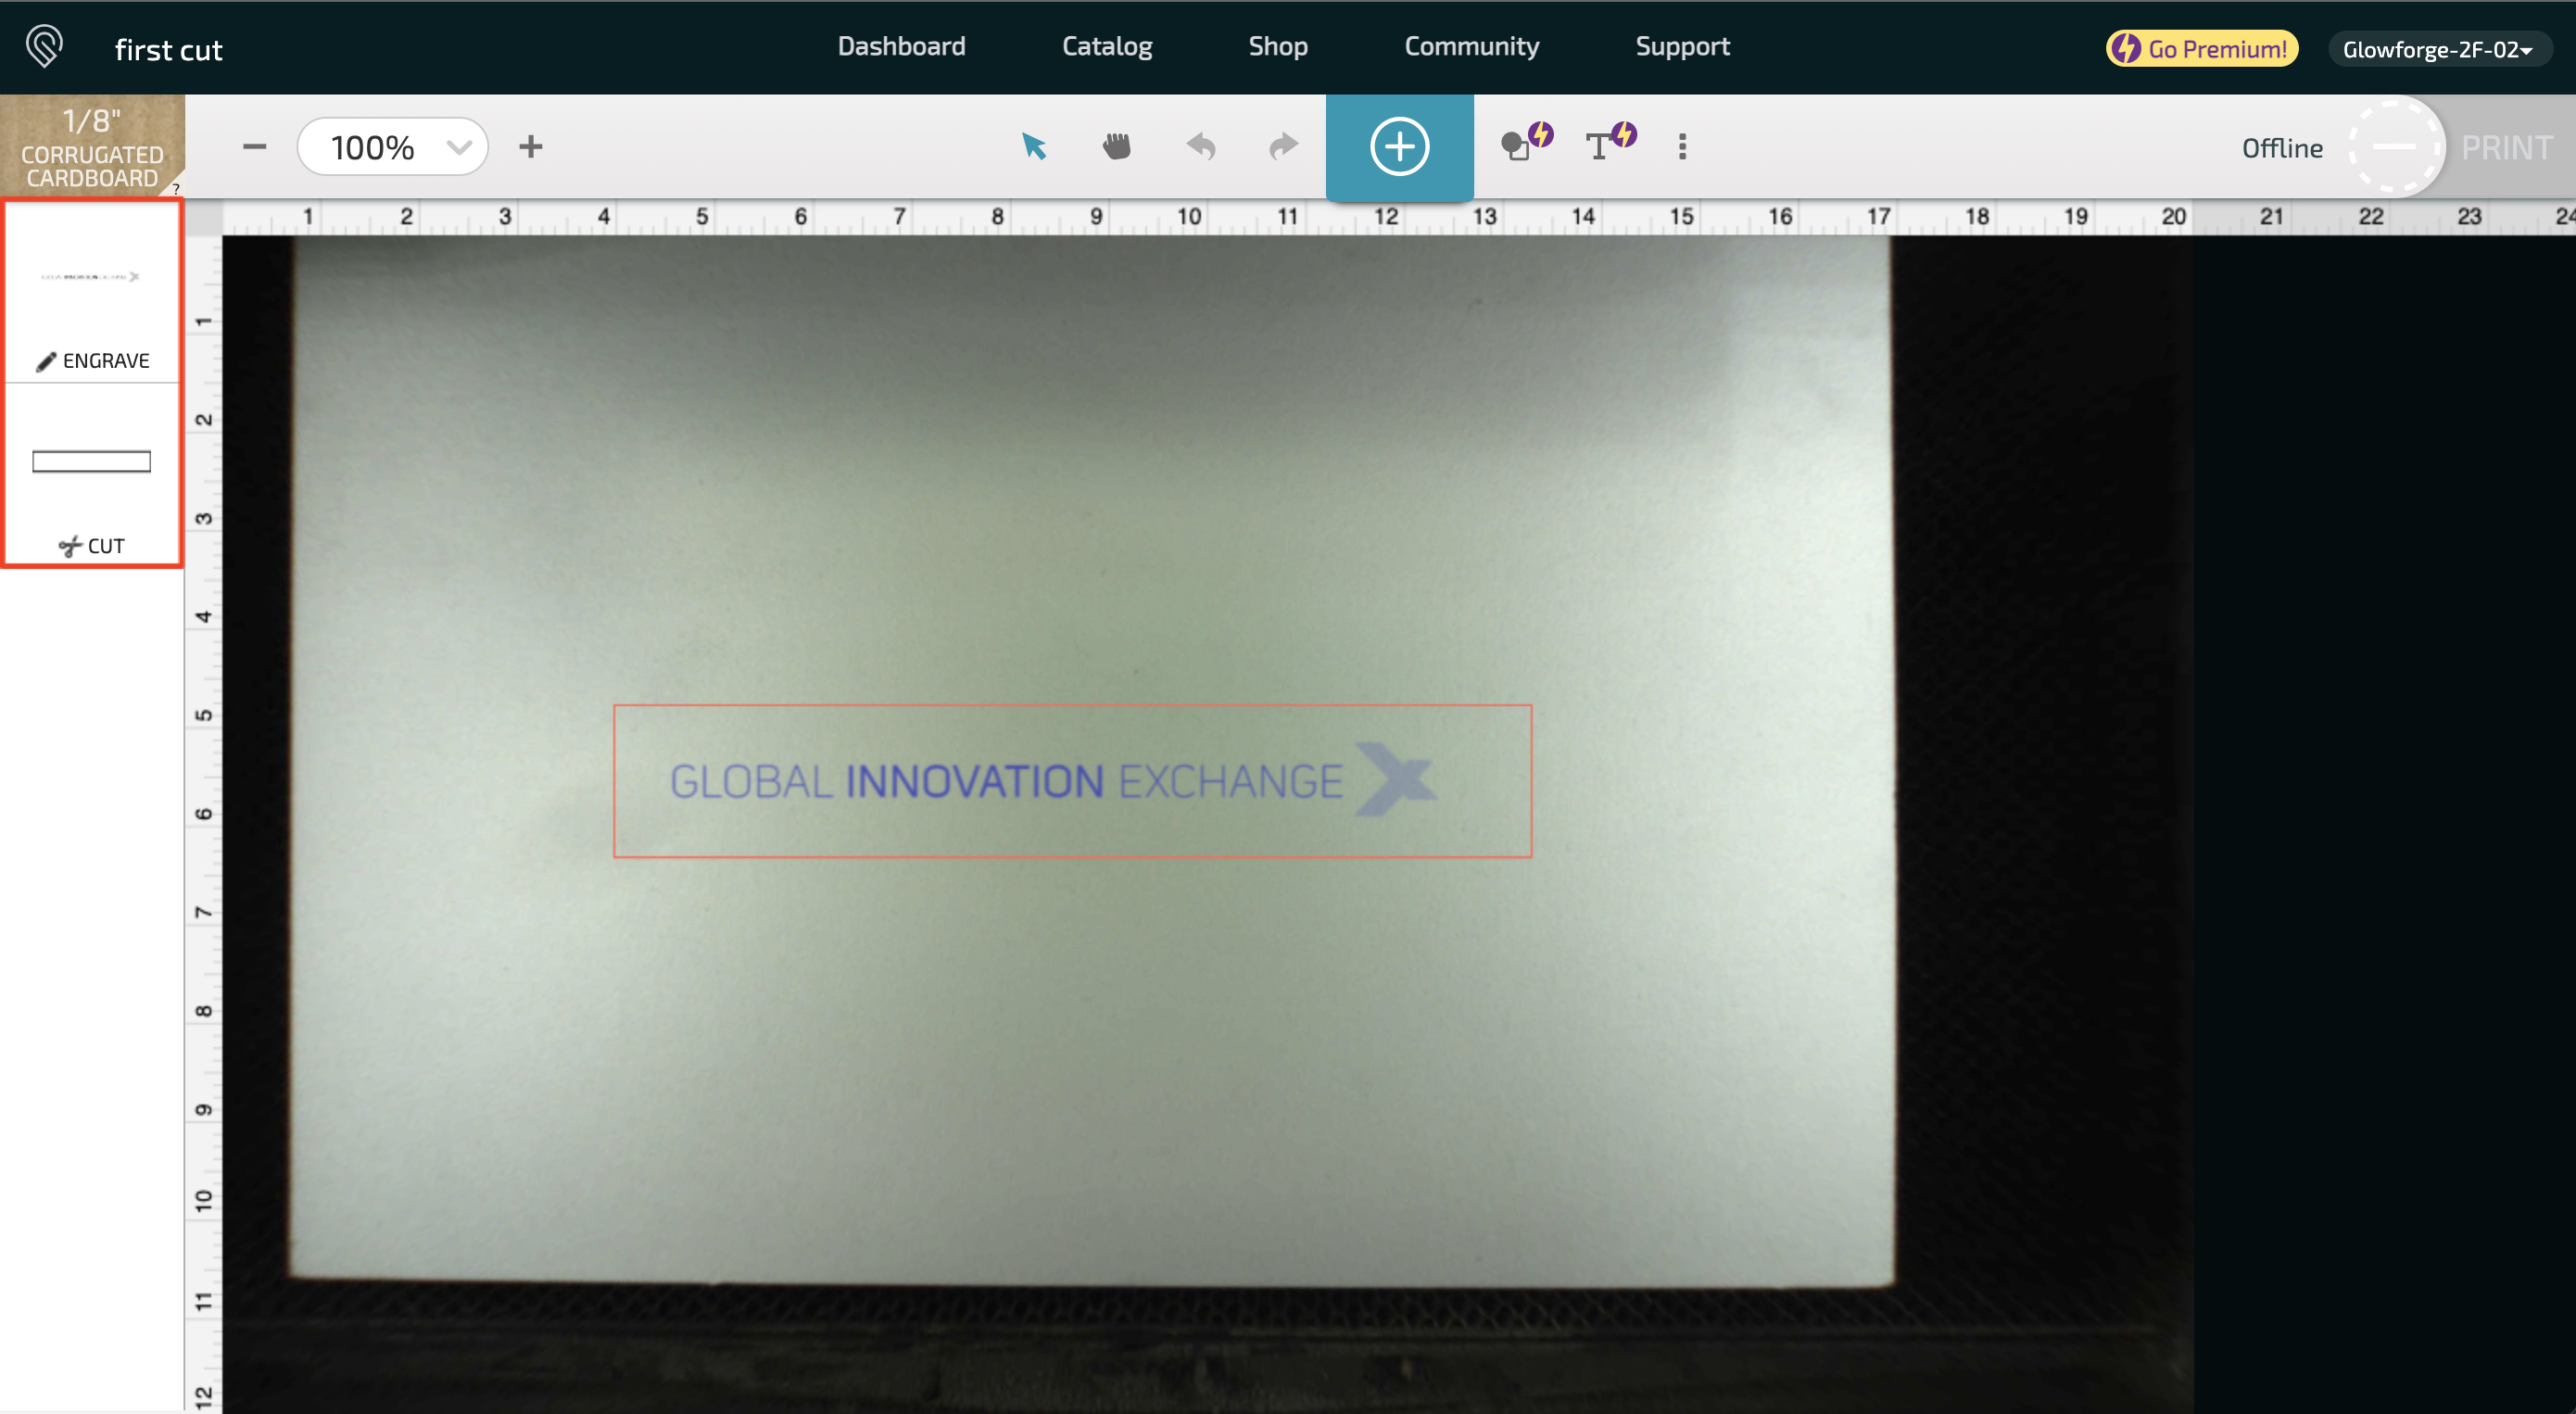 first cut
Dashboard
Catalog
Shop
Community
Support
Go Premium!
Glowforge-2F-02
1/8"
CORRUGATED
CARDBOARD
?
100%
T
Offline
PRINT
1 2 3 4 5 6 7 8 9 10 11 12 13 14 15 16 17 18 19 20 21 22 23 24
ENGRAVE
CUT
1
2
3
4
5
6
7
8
9
10
11
12
GLOBAL INNOVATION EXCHANGE